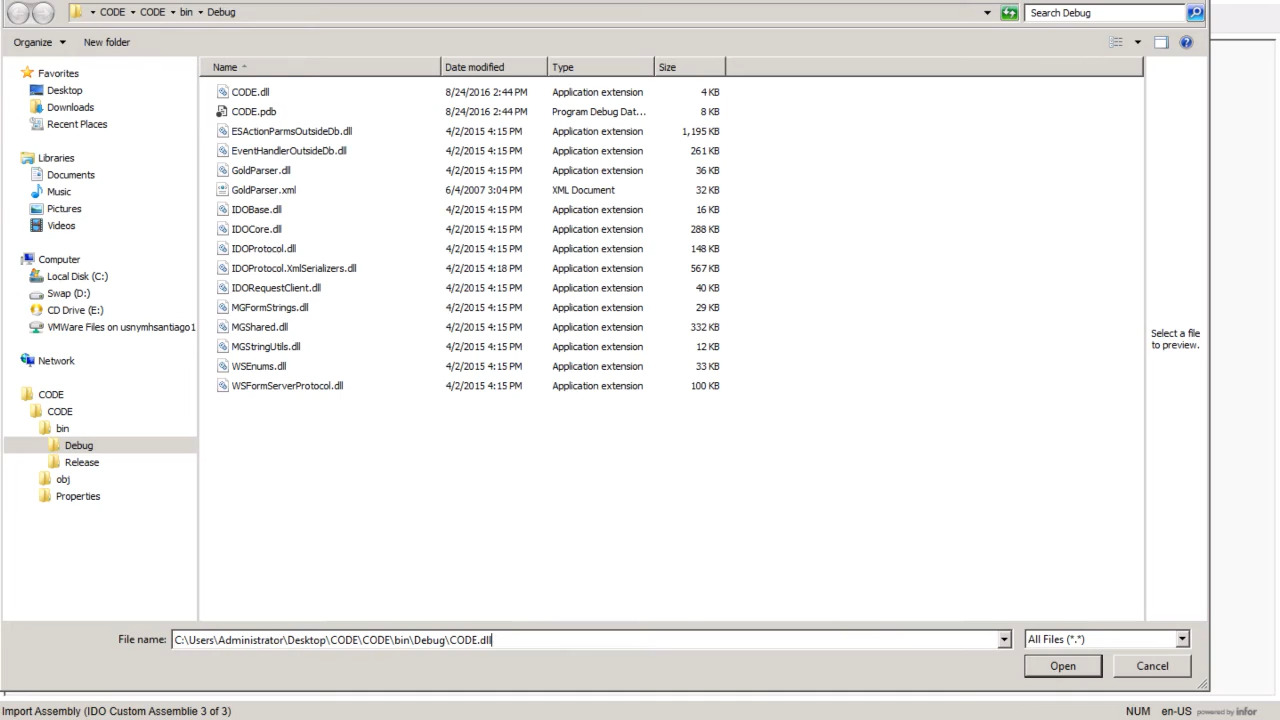 CODE CODE bin Debug Search Debug
Organize New folder
Name Date modified Type Size
Favorites
Desktop
Downloads
Recent Places
Libraries
Documents
Music
Pictures
Videos
Computer
Local Disk (C:)
Swap (D:)
CD Drive (E:)
VMWare Files on usnymhsantiago1
Network
CODE
CODE
bin
Debug
Release
obj
Properties
CODE.dll 8/24/2016 2:44 PM Application extension 4 KB
CODE.pdb 8/24/2016 2:44 PM Program Debug Dat... 8 KB
ESActionParmsOutsideDb.dll 4/2/2015 4:15 PM Application extension 1,195 KB
EventHandlerOutsideDb.dll 4/2/2015 4:15 PM Application extension 261 KB
GoldParser.dll 4/2/2015 4:15 PM Application extension 36 KB
GoldParser.xml 6/4/2007 3:04 PM XML Document 32 KB
IDOBase.dll 4/2/2015 4:15 PM Application extension 16 KB
IDOCore.dll 4/2/2015 4:15 PM Application extension 288 KB
IDOProtocol.dll 4/2/2015 4:15 PM Application extension 148 KB
IDOProtocol.XmlSerializers.dll 4/2/2015 4:18 PM Application extension 567 KB
IDORequestClient.dll 4/2/2015 4:15 PM Application extension 40 KB
MGFormStrings.dll 4/2/2015 4:15 PM Application extension 29 KB
MGShared.dll 4/2/2015 4:15 PM Application extension 332 KB
MGStringUtils.dll 4/2/2015 4:15 PM Application extension 12 KB
WSEnums.dll 4/2/2015 4:15 PM Application extension 33 KB
WSFormServerProtocol.dll 4/2/2015 4:15 PM Application extension 100 KB
Select a file
to preview.
File name: C:\Users\Administrator\Desktop\CODE\CODE\bin\Debug\CODE.dll All Files (*.*)
Open Cancel
Import Assembly (IDO Custom Assemblie 3 of 3) NUM en-US powered by infor